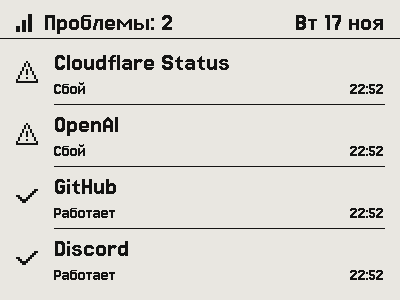 Проблемы: 2 Вт 17 ноя
Cloudflare Status
Сбой 22:52
OpenAI
Сбой 22:52
GitHub
Работает 22:52
Discord
Работает 22:52